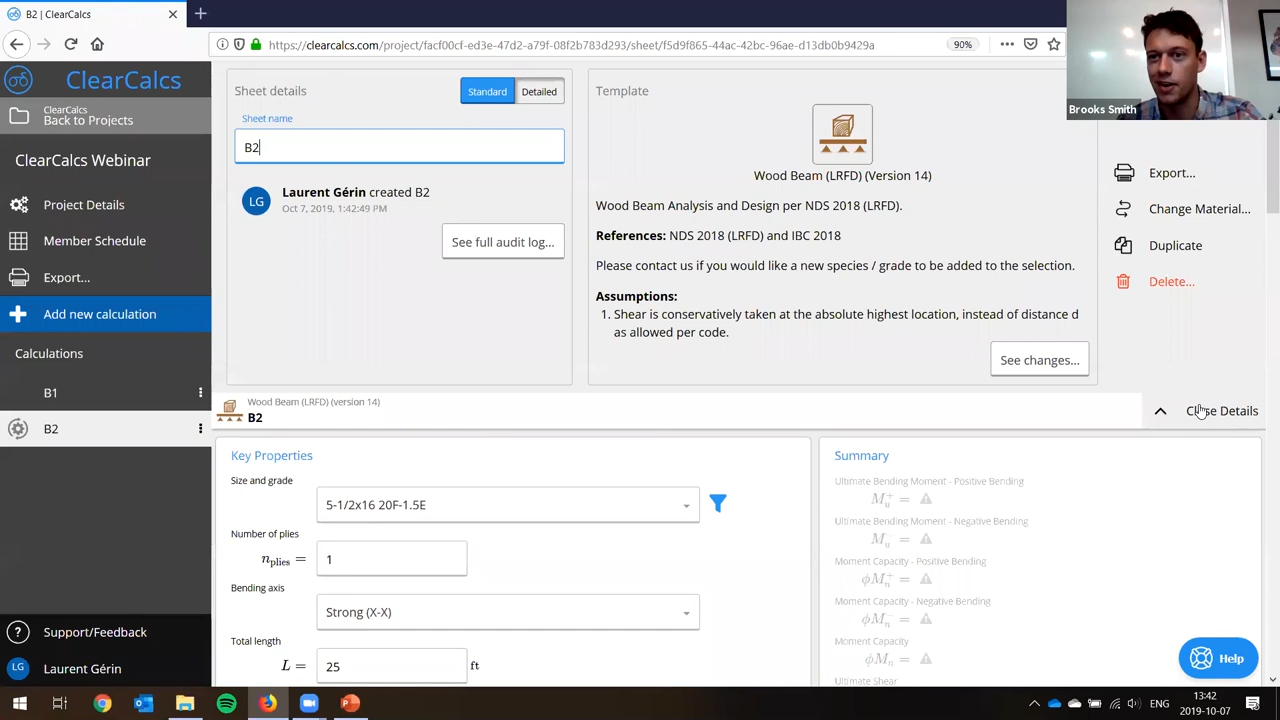 B2 | ClearCalcs
https://clearcalcs.com/project/facf00cf-ed3e-47d2-a79f-08f2b783d293/sheet/f5d9f865-44ac-42bc-96ae-d13db0b9429a
90%
Brooks Smith
ClearCalcs
ClearCalcs
Back to Projects
ClearCalcs Webinar
Project Details
Member Schedule
Export...
Add new calculation
Calculations
B1
B2
Support/Feedback
LG
Laurent Gérin
Sheet details
Standard
Detailed
Sheet name
B2
LG
Laurent Gérin created B2
Oct 7, 2019, 1:42:49 PM
See full audit log...
Template
Wood Beam (LRFD) (Version 14)
Wood Beam Analysis and Design per NDS 2018 (LRFD).
References: NDS 2018 (LRFD) and IBC 2018
Please contact us if you would like a new species / grade to be added to the selection.
Assumptions:
1. Shear is conservatively taken at the absolute highest location, instead of distance d
as allowed per code.
See changes...
Export...
Change Material...
Duplicate
Delete...
Wood Beam (LRFD) (version 14)
B2
Close Details
Key Properties
Size and grade
5-1/2x16 20F-1.5E
Number of plies
n plies =
1
Bending axis
Strong (X-X)
Total length
L =
25
ft
Summary
Ultimate Bending Moment - Positive Bending
M u + =
Ultimate Bending Moment - Negative Bending
M u − =
Moment Capacity - Positive Bending
ϕM n + =
Moment Capacity - Negative Bending
ϕM n − =
Moment Capacity
ϕM n =
Ultimate Shear
Help
ENG
13:42
2019-10-07